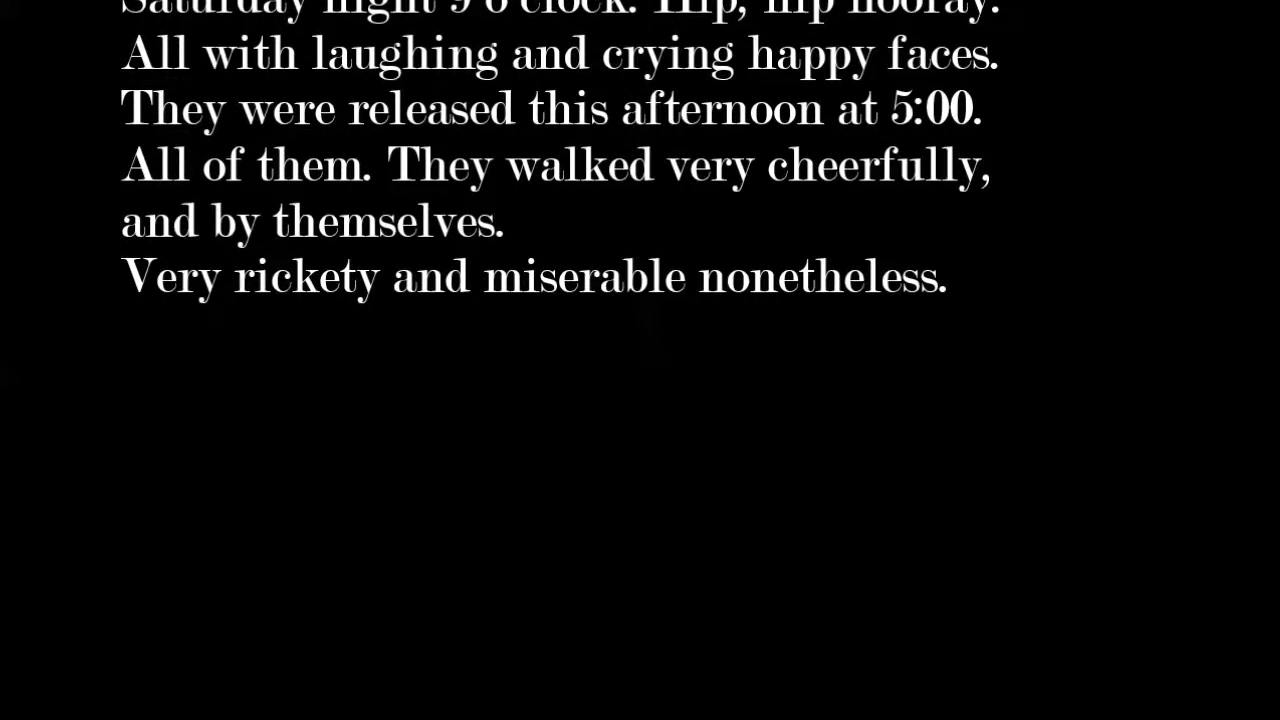 Saturday night 9 o'clock. Hip, hip hooray.
All with laughing and crying happy faces.
They were released this afternoon at 5:00.
All of them. They walked very cheerfully,
and by themselves.
Very rickety and miserable nonetheless.